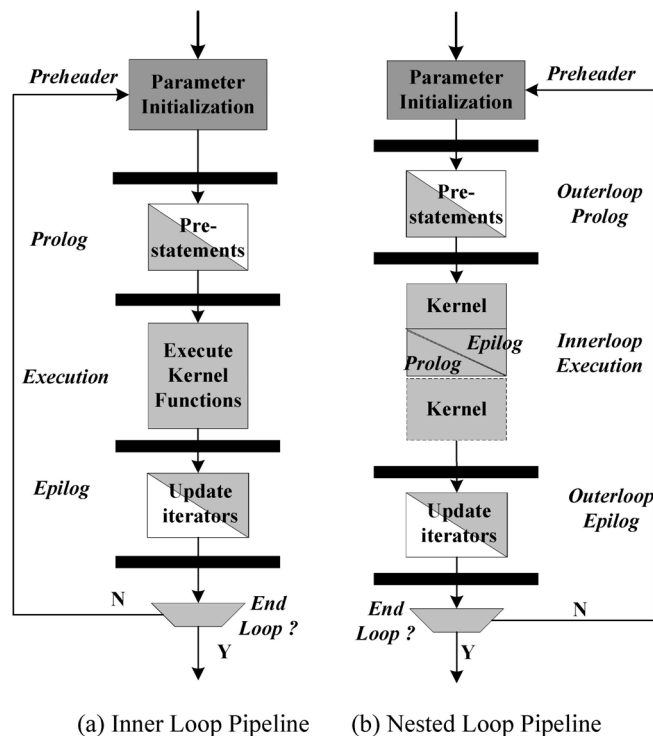 Preheader
Parameter
Initialization
Prolog
Pre-
statements
Execution
Execute
Kernel
Functions
Epilog
Update
iterators
N
End
Loop ?
Y
(a) Inner Loop Pipeline
Parameter
Initialization
Preheader
Pre-
statements
Outerloop
Prolog
Kernel
Epilog
Prolog
Kernel
Innerloop
Execution
Update
iterators
Outerloop
Epilog
End
Loop ?
N
Y
(b) Nested Loop Pipeline